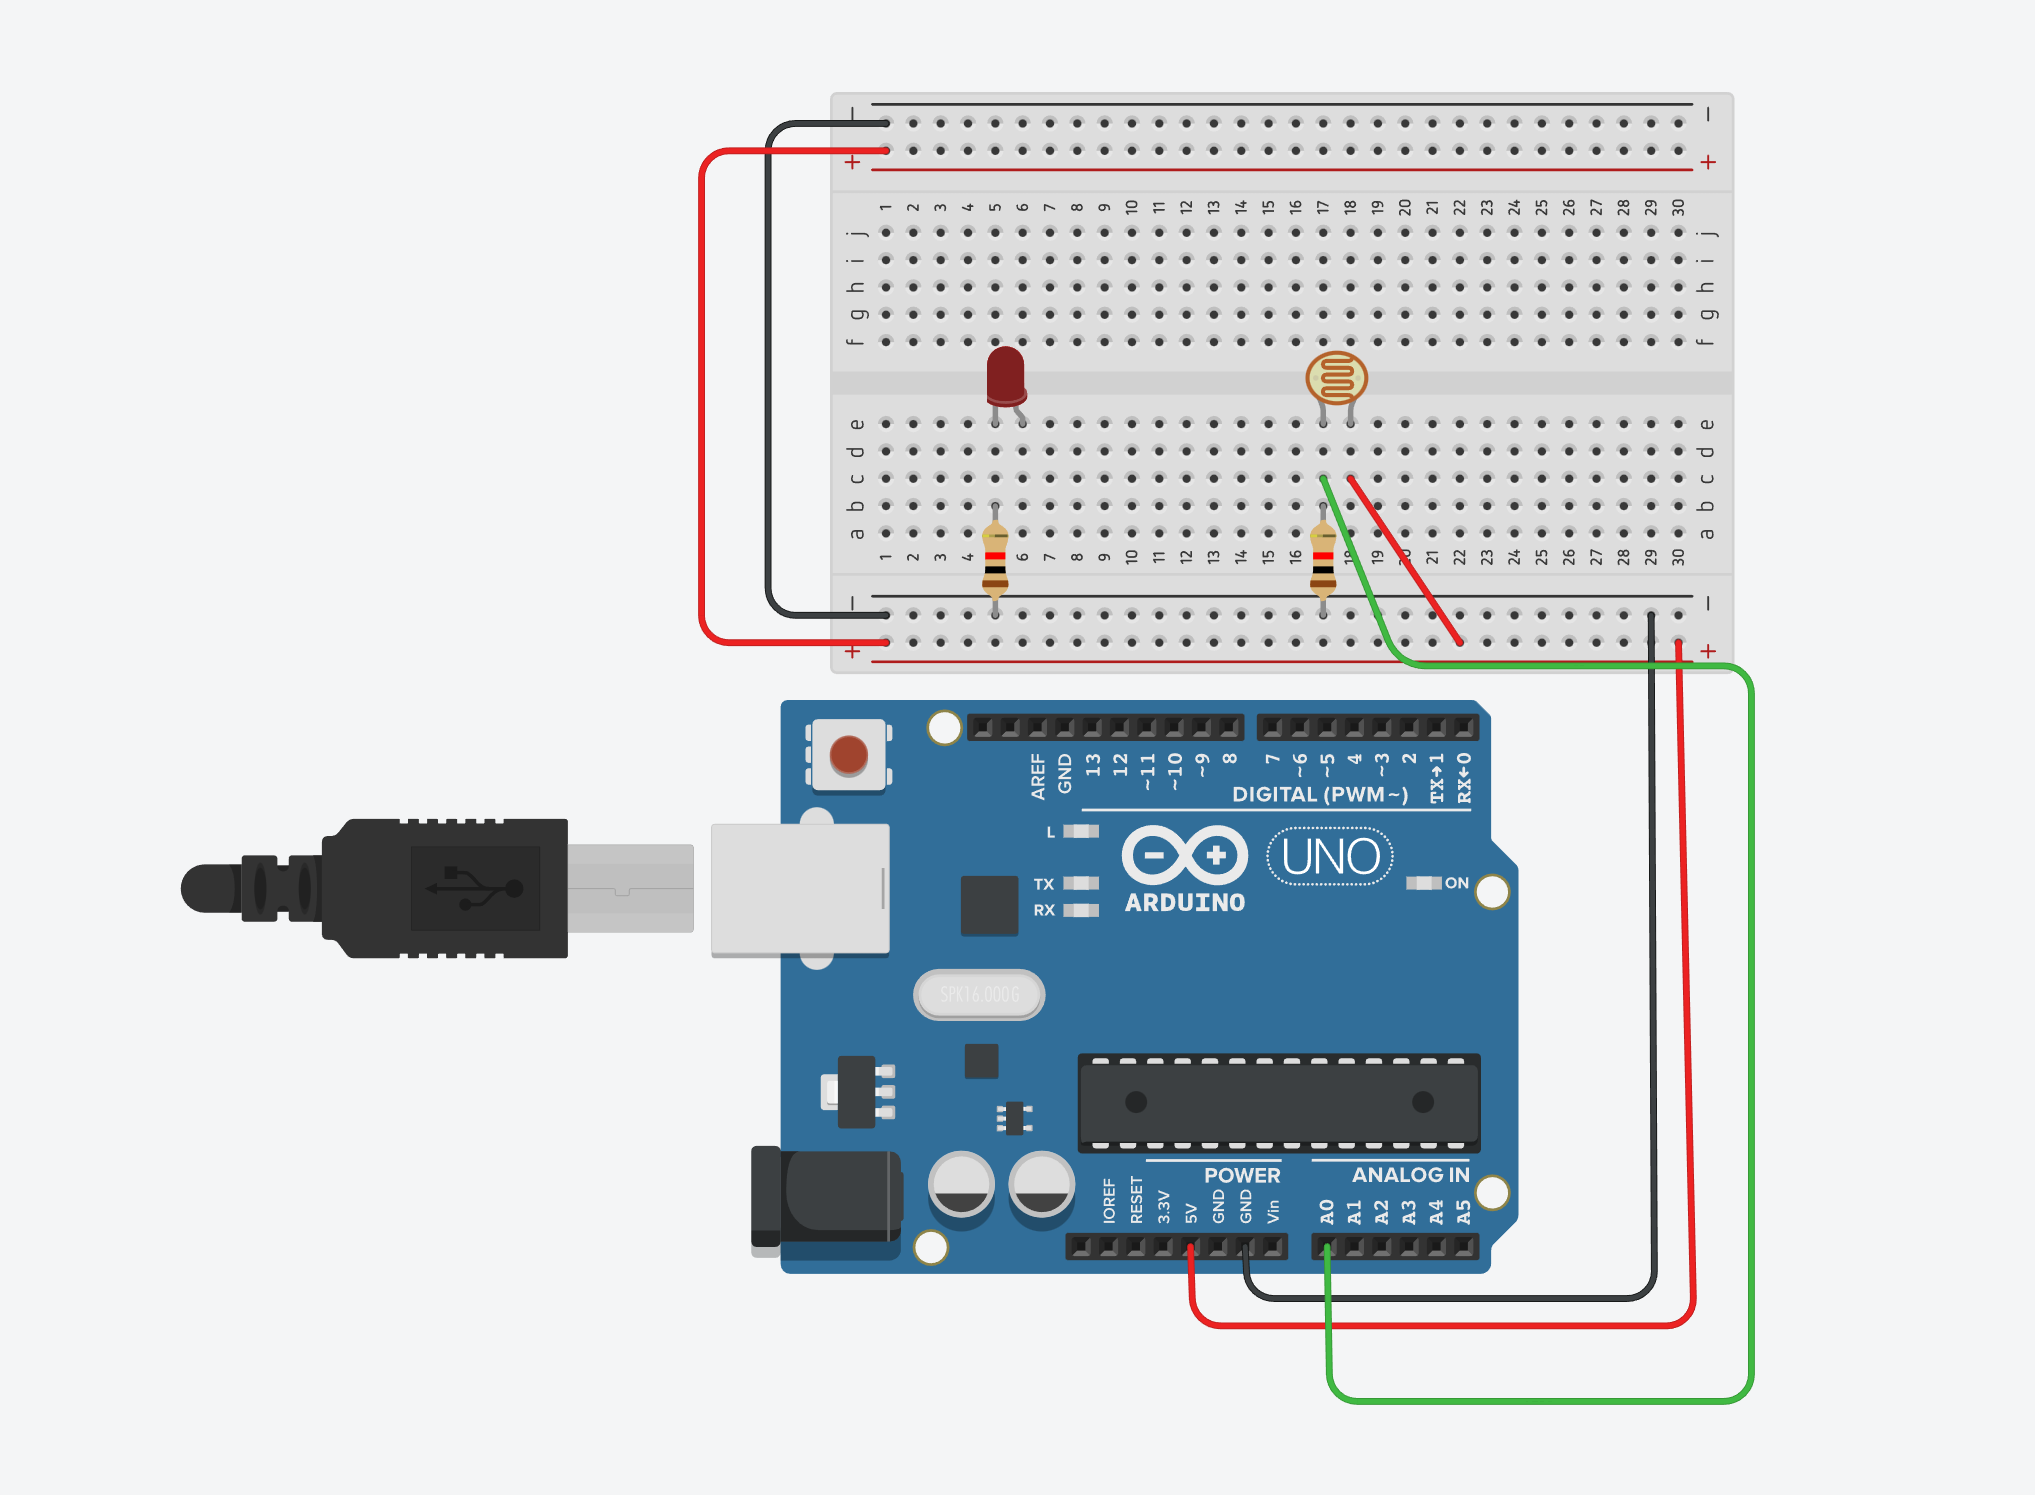 − −
+ +
1 2 3 4 5 6 7 8 9 10 11 12 13 14 15 16 17 18 19 20 21 22 23 24 25 26 27 28 29 30
j j
i i
h h
g g
f f
e e
d d
c c
b b
a a
1 2 3 4 6 7 8 9 10 11 12 13 14 15 16 18 19 20 21 22 23 24 25 26 27 28 29 30
− −
+ +
AREF GND 13 12 ~11 ~10 ~9 8 7 ~6 ~5 4 ~3 2 TX→1 RX←0
DIGITAL (PWM~)
L
UNO
TX
ON
RX
ARDUINO
SPK16.000G
POWER ANALOG IN
IOREF RESET 3.3V 5V GND GND Vin A0 A1 A2 A3 A4 A5